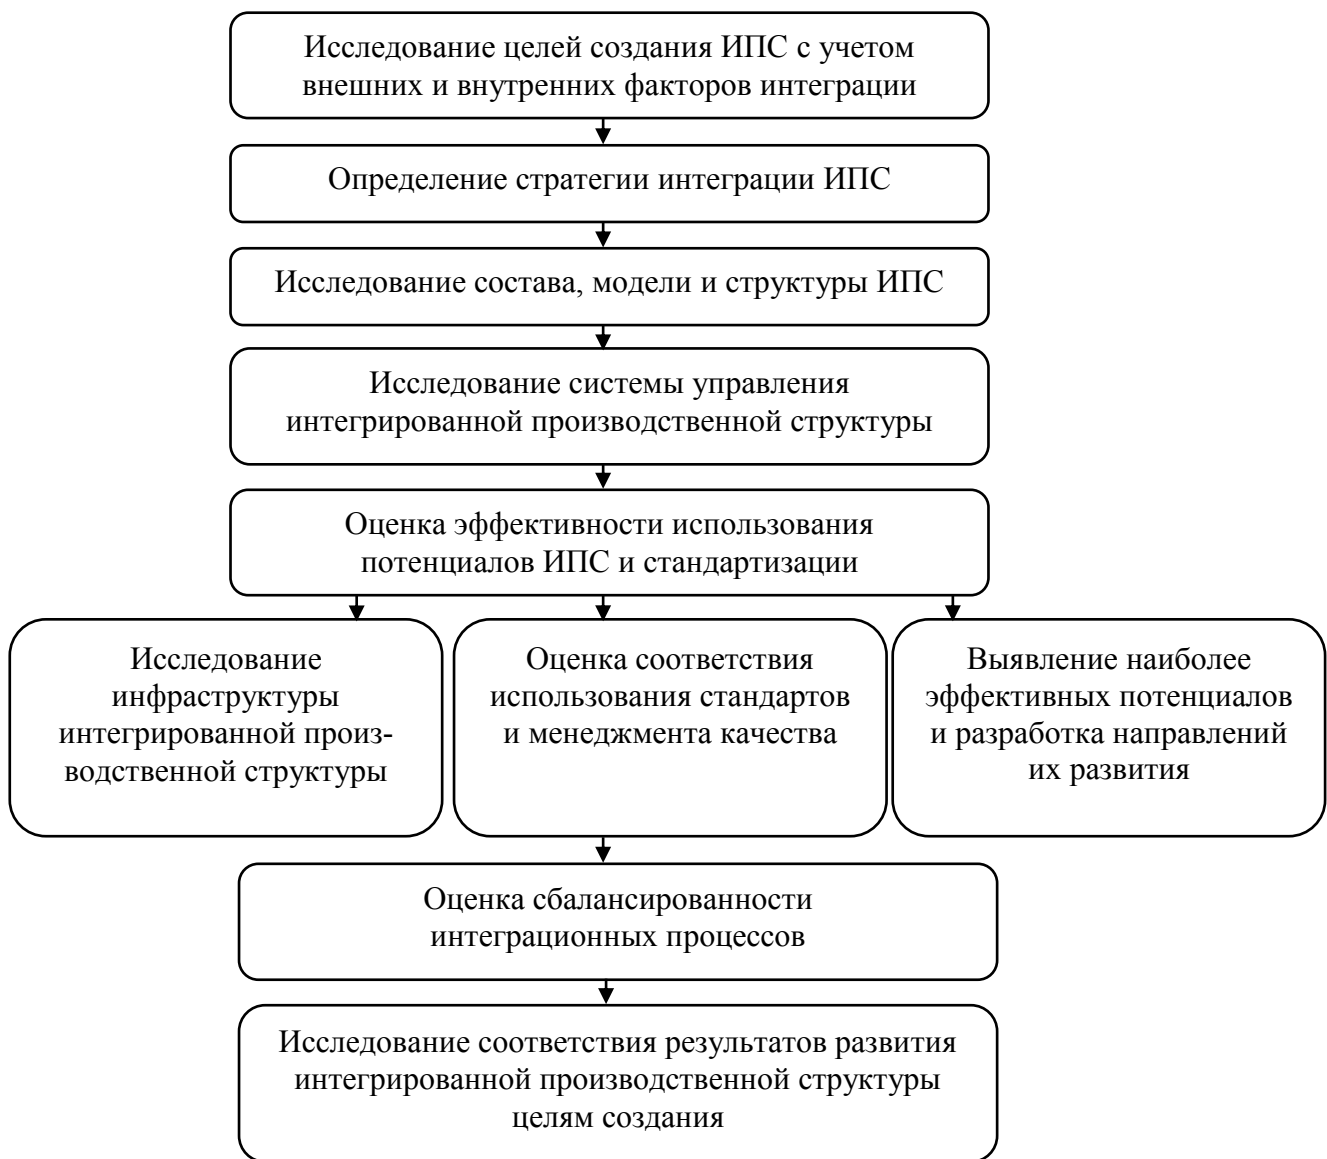 Исследование целей создания ИПС с учетом
внешних и внутренних факторов интеграции
Определение стратегии интеграции ИПС
Исследование состава, модели и структуры ИПС
Исследование системы управления
интегрированной производственной структуры
Оценка эффективности использования
потенциалов ИПС и стандартизации
Исследование
инфраструктуры
интегрированной произ-
водственной структуры
Оценка соответствия
использования стандартов
и менеджмента качества
Выявление наиболее
эффективных потенциалов
и разработка направлений
их развития
Оценка сбалансированности
интеграционных процессов
Исследование соответствия результатов развития
интегрированной производственной структуры
целям создания